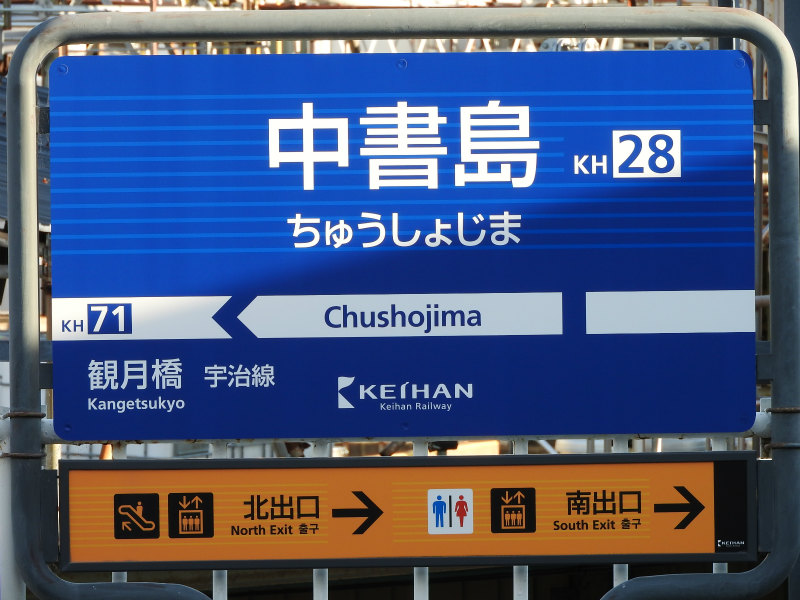 中書島 KH 28
ちゅうしょじま
KH 71 Chushojima
観月橋 宇治線
Kangetsukyo
KEIHAN
Keihan Railway
北出口
North Exit 출구
南出口
South Exit 출구
KEIHAN